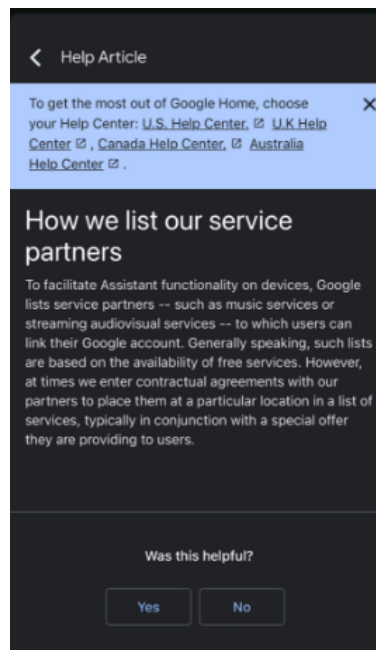 Help Article
To get the most out of Google Home, choose
your Help Center: U.S. Help Center, U.K Help
Center , Canada Help Center, Australia
Help Center .
How we list our service
partners
To facilitate Assistant functionality on devices, Google
lists service partners -- such as music services or
streaming audiovisual services -- to which users can
link their Google account. Generally speaking, such lists
are based on the availability of free services. However,
at times we enter contractual agreements with our
partners to place them at a particular location in a list of
services, typically in conjunction with a special offer
they are providing to users.
Was this helpful?
Yes
No